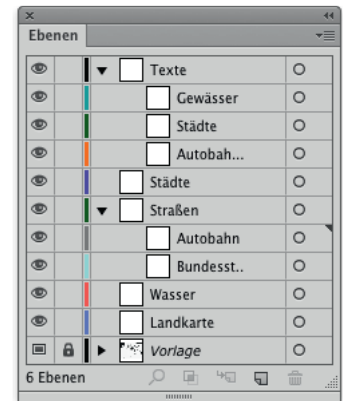 Ebenen
Texte
Gewässer
Städte
Autobah...
Städte
Straßen
Autobahn
Bundesst..
Wasser
Landkarte
Vorlage
6 Ebenen